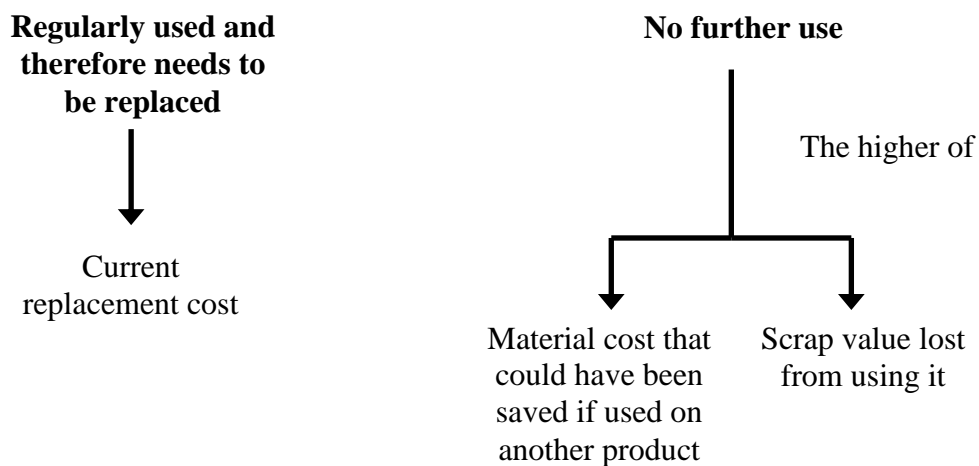 Regularly used and
therefore needs to
be replaced
No further use
The higher of
Current
replacement cost
Material cost that
could have been
saved if used on
another product
Scrap value lost
from using it